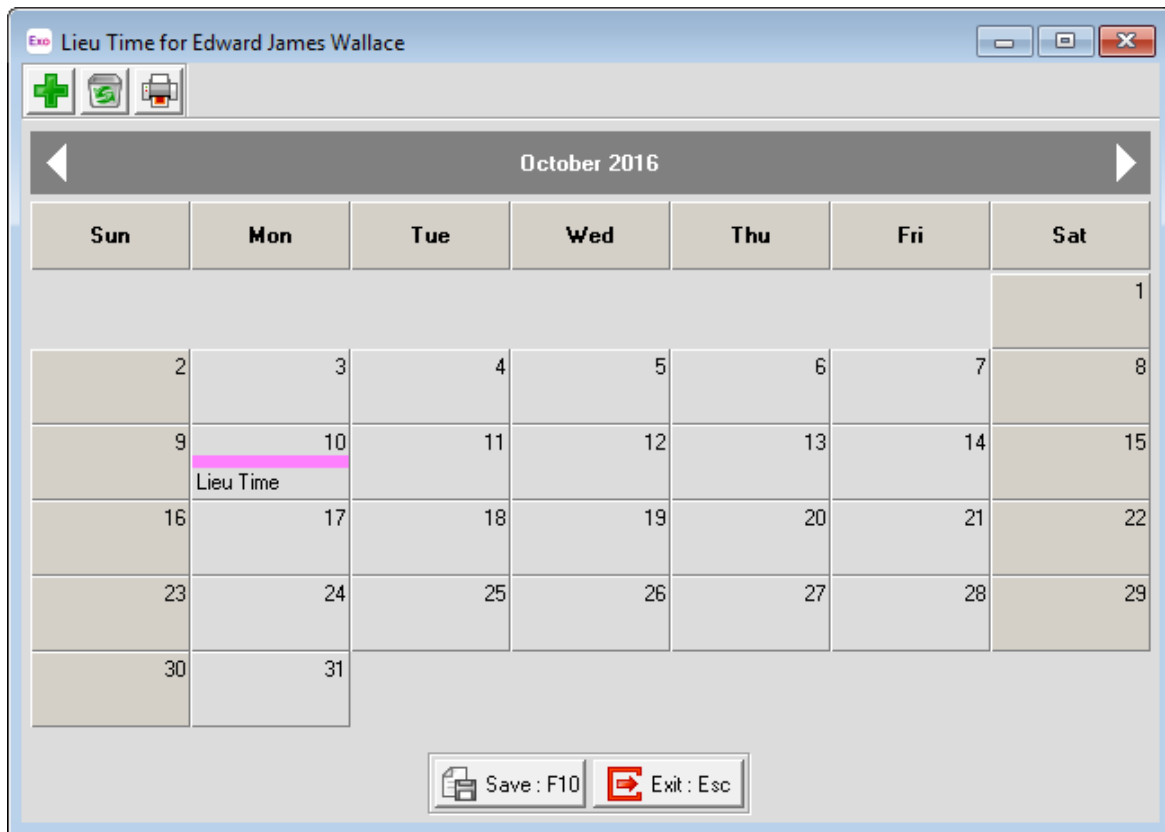 Exo Lieu Time for Edward James Wallace
October 2016
Sun Mon Tue Wed Thu Fri Sat
1
2 3 4 5 6 7 8
9 10 11 12 13 14 15
Lieu Time
16 17 18 19 20 21 22
23 24 25 26 27 28 29
30 31
Save : F10 Exit : Esc